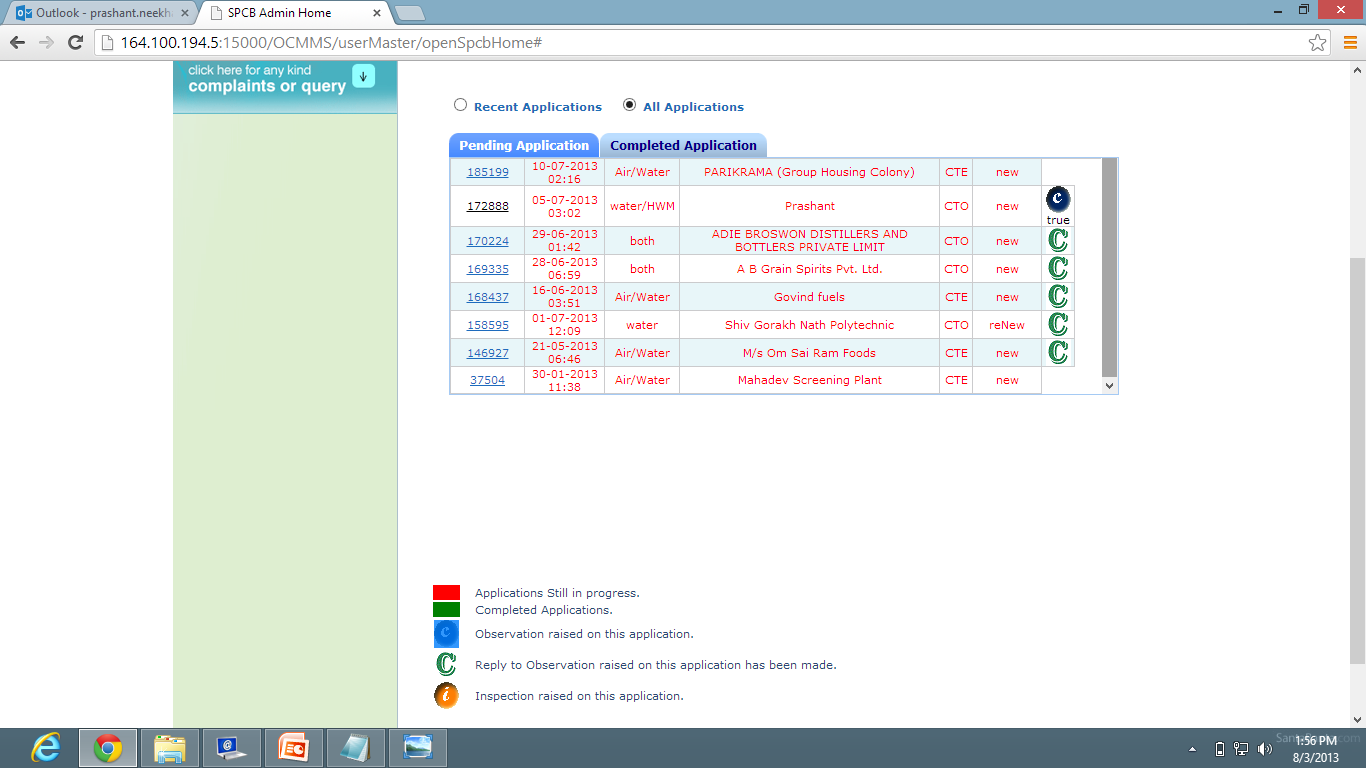 Outlook - prashant.neekh
SPCB Admin Home
164.100.194.5:15000/OCMMS/userMaster/openSpcbHome#
click here for any kind
complaints or query
Recent Applications All Applications
Pending Application Completed Application
185199 10-07-2013 02:16 Air/Water PARIKRAMA (Group Housing Colony) CTE new
172888 05-07-2013 03:02 water/HWM Prashant CTO new c true
170224 29-06-2013 01:42 both ADIE BROSWON DISTILLERS AND BOTTLERS PRIVATE LIMIT CTO new C
169335 28-06-2013 06:59 both A B Grain Spirits Pvt. Ltd. CTO new C
168437 16-06-2013 03:51 Air/Water Govind fuels CTE new C
158595 01-07-2013 12:09 water Shiv Gorakh Nath Polytechnic CTO reNew C
146927 21-05-2013 06:46 Air/Water M/s Om Sai Ram Foods CTE new C
37504 30-01-2013 11:38 Air/Water Mahadev Screening Plant CTE new
Applications Still in progress.
Completed Applications.
c Observation raised on this application.
C Reply to Observation raised on this application has been made.
i Inspection raised on this application.
1:56 PM
8/3/2013